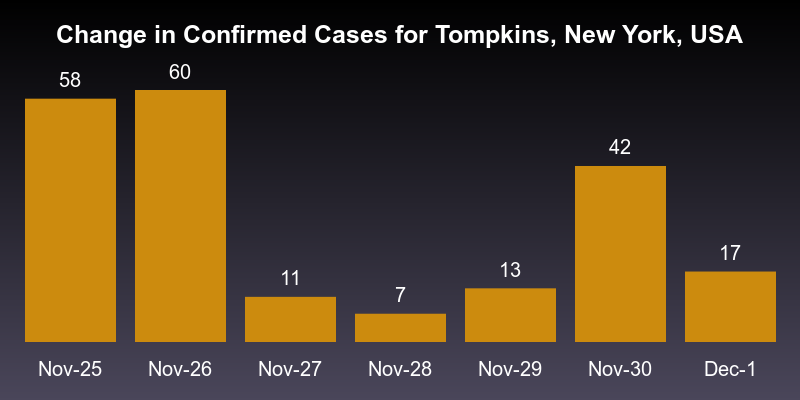 Change in Confirmed Cases for Tompkins, New York, USA
58
60
11
7
13
42
17
Nov-25
Nov-26
Nov-27
Nov-28
Nov-29
Nov-30
Dec-1